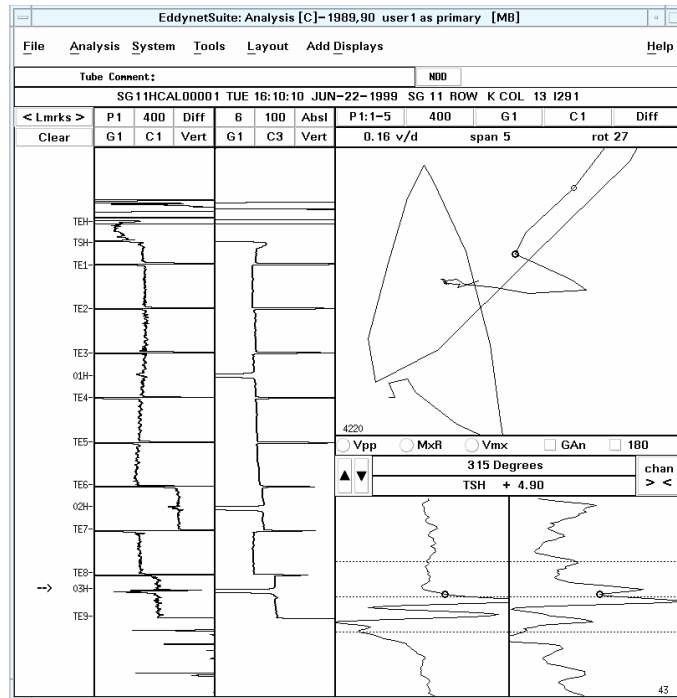 EddynetSuite: Analysis [C]-1989,90 user1 as primary [MB]
File Analysis System Tools Layout Add Displays Help
Tube Comment: NDD
SG11HCAL00001 TUE 16:10:10 JUN-22-1999 SG 11 ROW K COL 13 I291
< Lmrks > P1 400 Diff 6 100 Absl P1:1-5 400 G1 C1 Diff
Clear G1 C1 Vert G1 C3 Vert 0.16 v/d span 5 rot 27
TEH
TSH
TE1
TE2
TE3
01H
TE4
TE5
TE6
02H
TE7
TE8
--> 03H
TE9
4220
Vpp MxR Vmx GAn 180
315 Degrees
TSH + 4.90
chan
> <
43